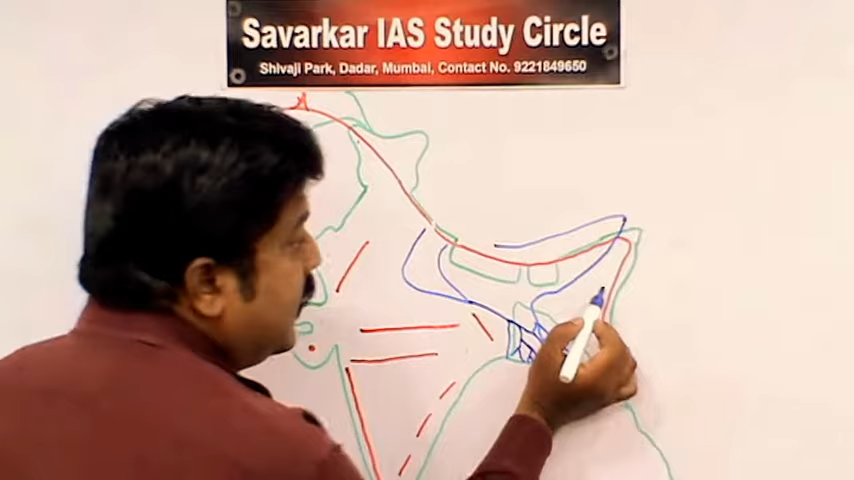 Savarkar IAS Study Circle
Shivaji Park, Dadar, Mumbai, Contact No. 9221849650